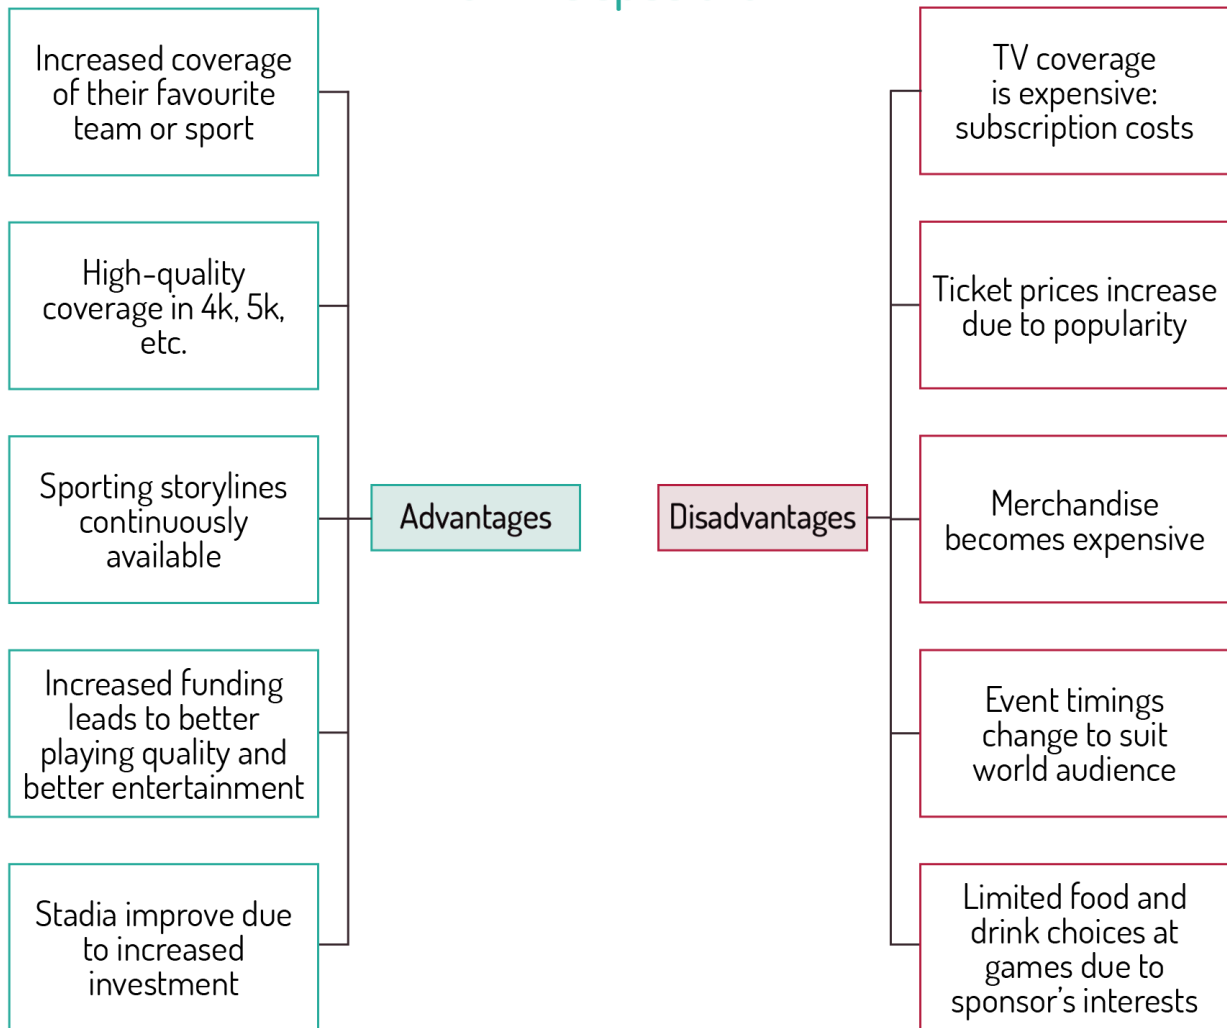 Increased coverage
of their favourite
team or sport
High-quality
coverage in 4k, 5k,
etc.
Sporting storylines
continuously
available
Increased funding
leads to better
playing quality and
better entertainment
Stadia improve due
to increased
investment
Advantages
Disadvantages
TV coverage
is expensive:
subscription costs
Ticket prices increase
due to popularity
Merchandise
becomes expensive
Event timings
change to suit
world audience
Limited food and
drink choices at
games due to
sponsor's interests